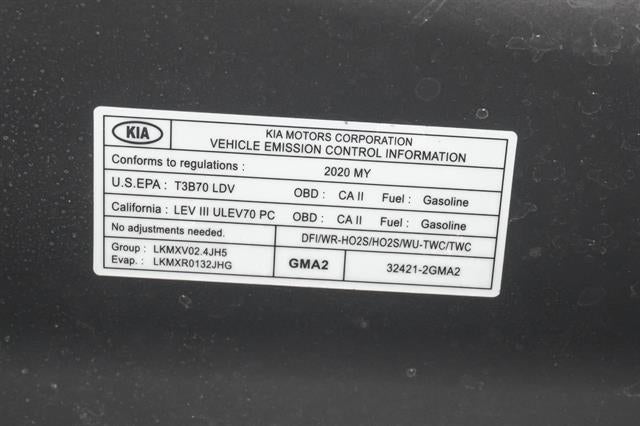 KIA
KIA MOTORS CORPORATION
VEHICLE EMISSION CONTROL INFORMATION
Conforms to regulations : 2020 MY
U.S.EPA : T3B70 LDV OBD : CA II Fuel : Gasoline
California : LEV III ULEV70 PC OBD : CA II Fuel : Gasoline
No adjustments needed. DFI/WR-HO2S/HO2S/WU-TWC/TWC
Group : LKMXV02.4JH5
Evap. : LKMXR0132JHG
GMA2 32421-2GMA2